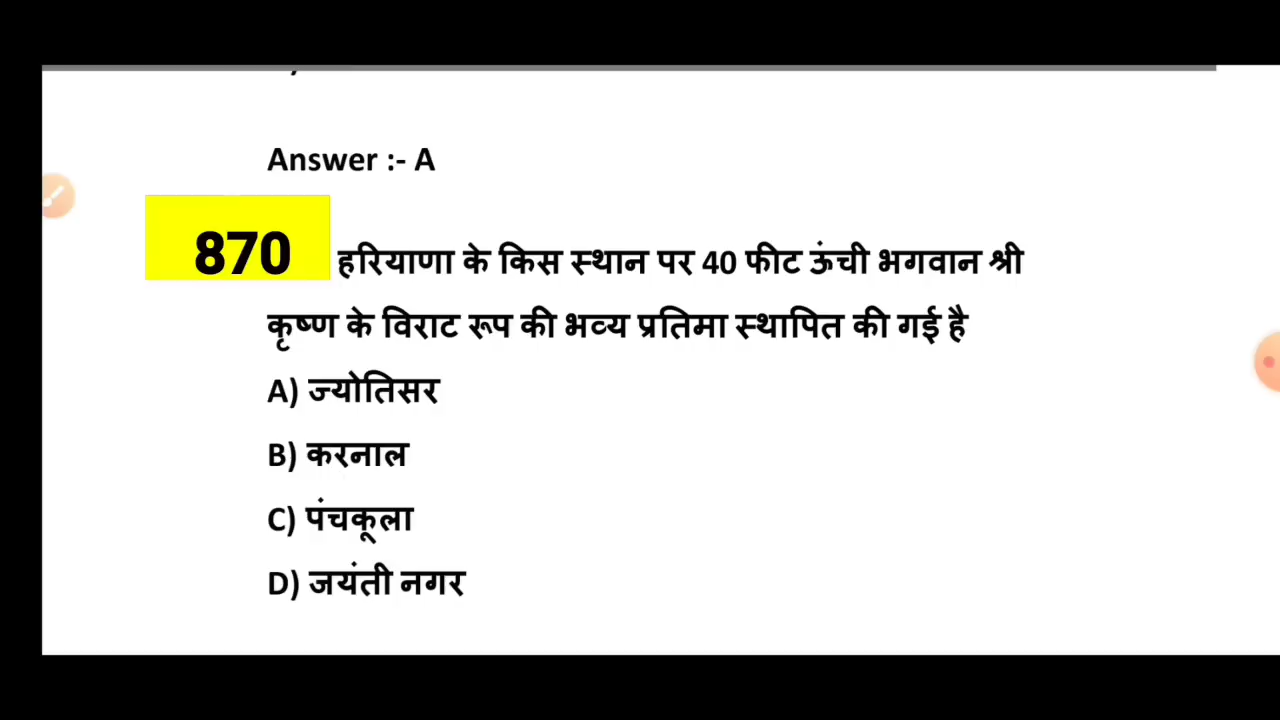 Answer :- A
870 हरियाणा के किस स्थान पर 40 फीट ऊंची भगवान श्री
कृष्ण के विराट रूप की भव्य प्रतिमा स्थापित की गई है
A) ज्योतिसर
B) करनाल
C) पंचकूला
D) जयंती नगर